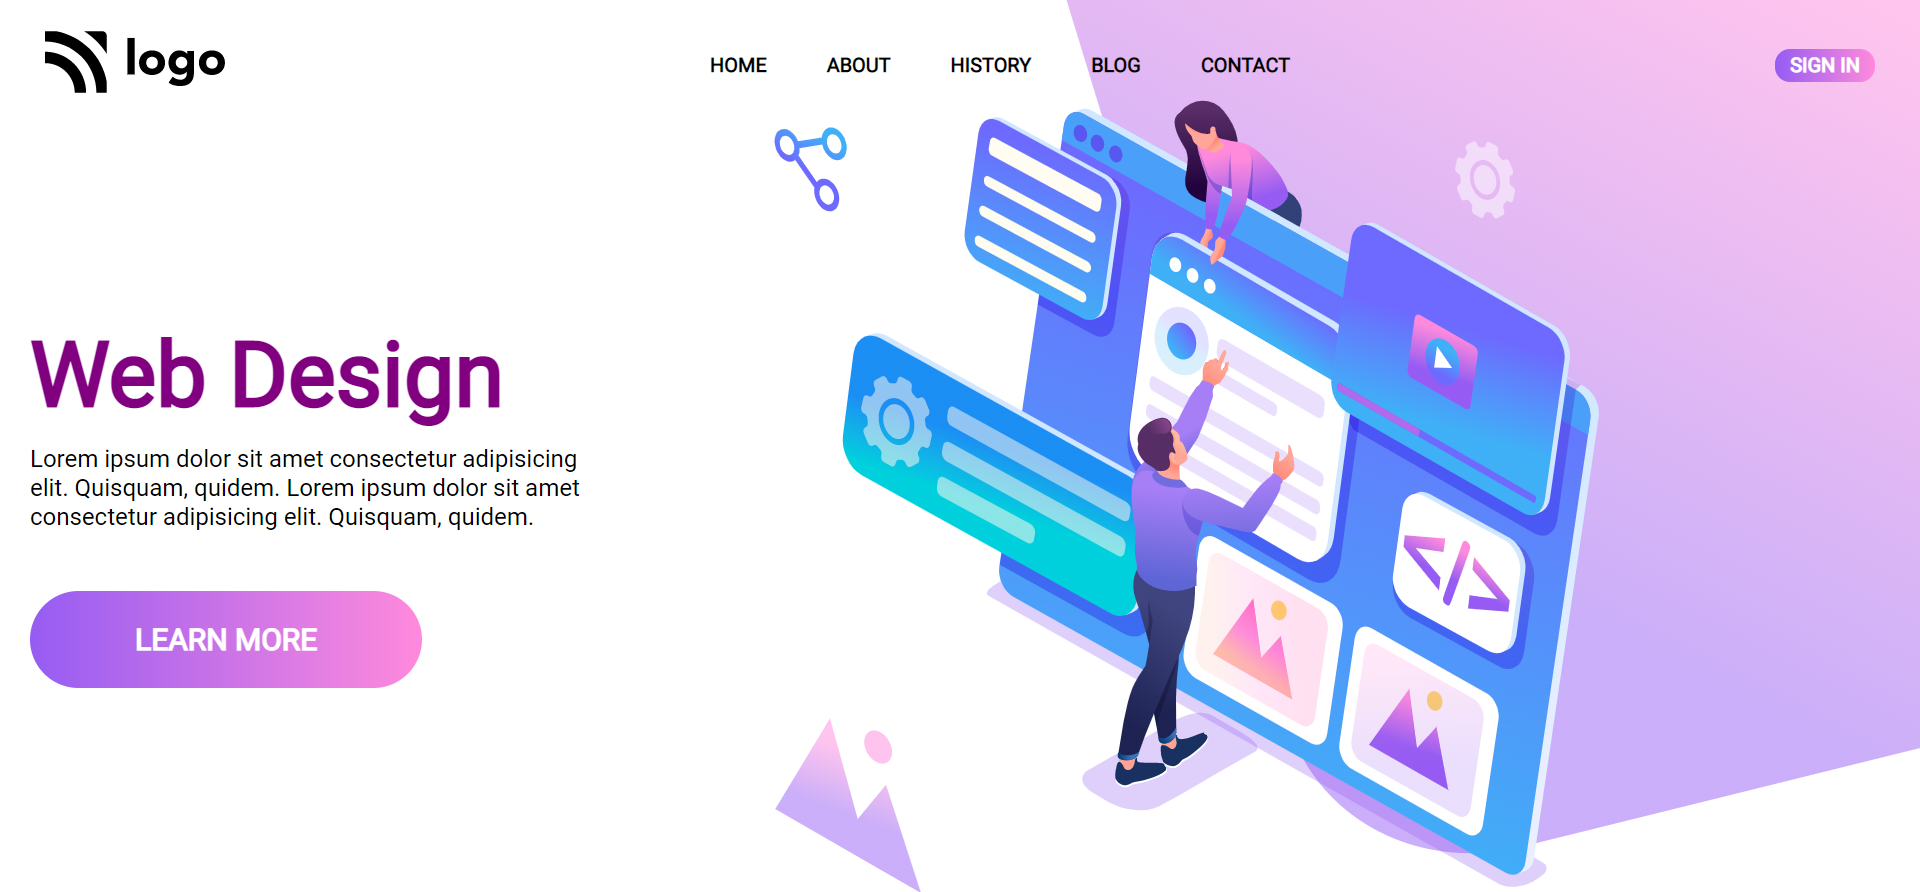 logo
HOME
ABOUT
HISTORY
BLOG
CONTACT
SIGN IN
Web Design
Lorem ipsum dolor sit amet consectetur adipisicing
elit. Quisquam, quidem. Lorem ipsum dolor sit amet
consectetur adipisicing elit. Quisquam, quidem.
LEARN MORE
</>